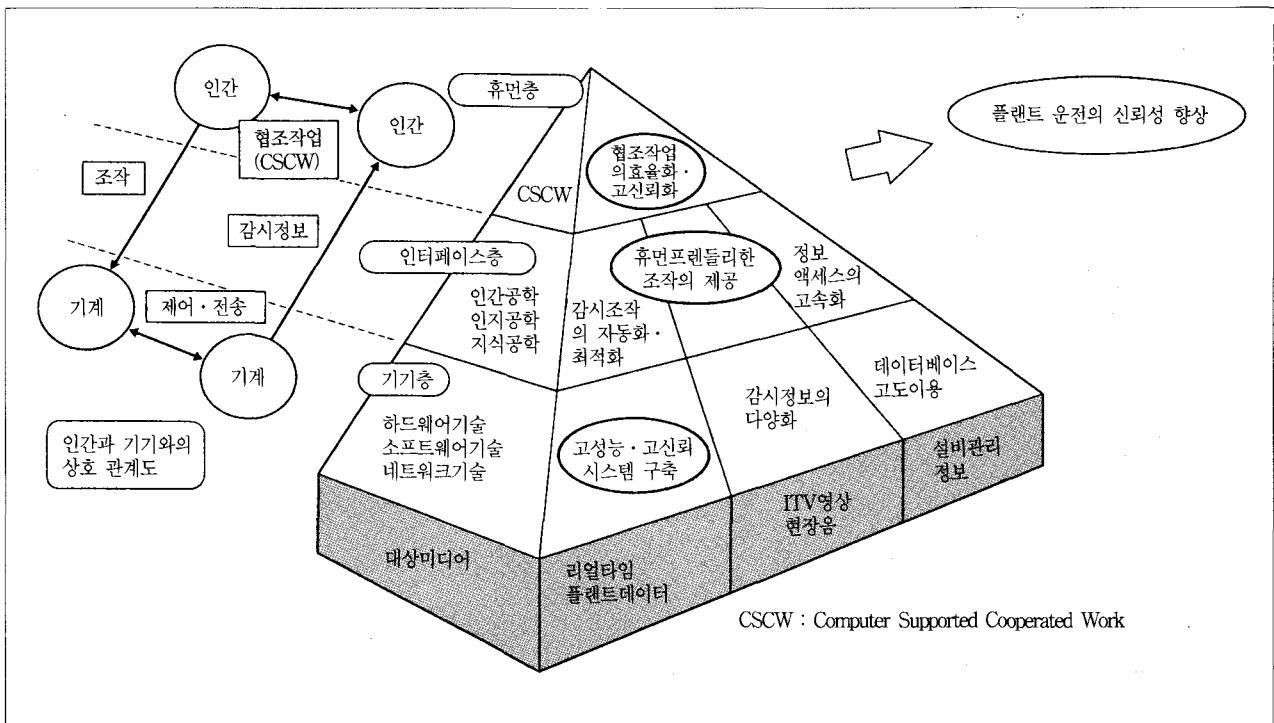 인간
인간
협조작업
(CSCW)
조작
감시정보
기계
제어·전송
기계
인간과 기기와의
상호 관계도
휴먼층
CSCW
협조작업
의효율화·
고신뢰화
플랜트 운전의 신뢰성 향상
인터페이스층
인간공학
인지공학
지식공학
감시조작
의 자동화·
최적화
휴먼프렌들리한
조작의 제공
정보
액세스의
고속화
기기층
하드웨어기술
소프트웨어기술
네트워크기술
고성능·고신뢰
시스템 구축
감시정보의
다양화
데이터베이스
고도이용
대상미디어
리얼타임
플랜트데이터
ITV영상
현장음
설비관리
정보
CSCW : Computer Supported Cooperated Work